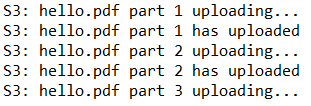 S3: hello.pdf part 1 uploading...
S3: hello.pdf part 1 has uploaded
S3: hello.pdf part 2 uploading...
S3: hello.pdf part 2 has uploaded
S3: hello.pdf part 3 uploading...